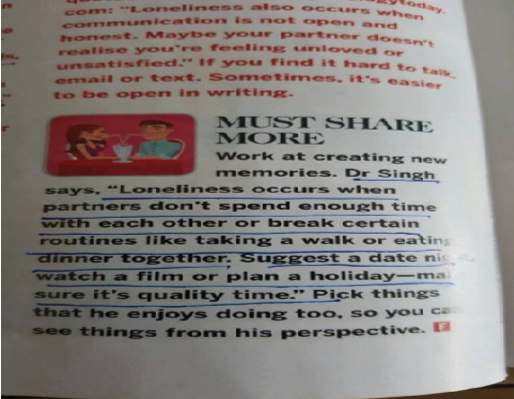 ogytoday.
com: "Loneliness also occurs when
communication is not open and
honest. Maybe your partner doesn't
realise you're feeling unloved or
unsatisfied." If you find it hard to talk,
email or text. Sometimes, it's easier
to be open in writing.
MUST SHARE
MORE
Work at creating new
memories. Dr Singh
says, "Loneliness occurs when
partners don't spend enough time
with each other or break certain
routines like taking a walk or eating
dinner together. Suggest a date
watch a film or plan a holiday—ma
sure it's quality time." Pick things
that he enjoys doing too, so you ca
see things from his perspective. F